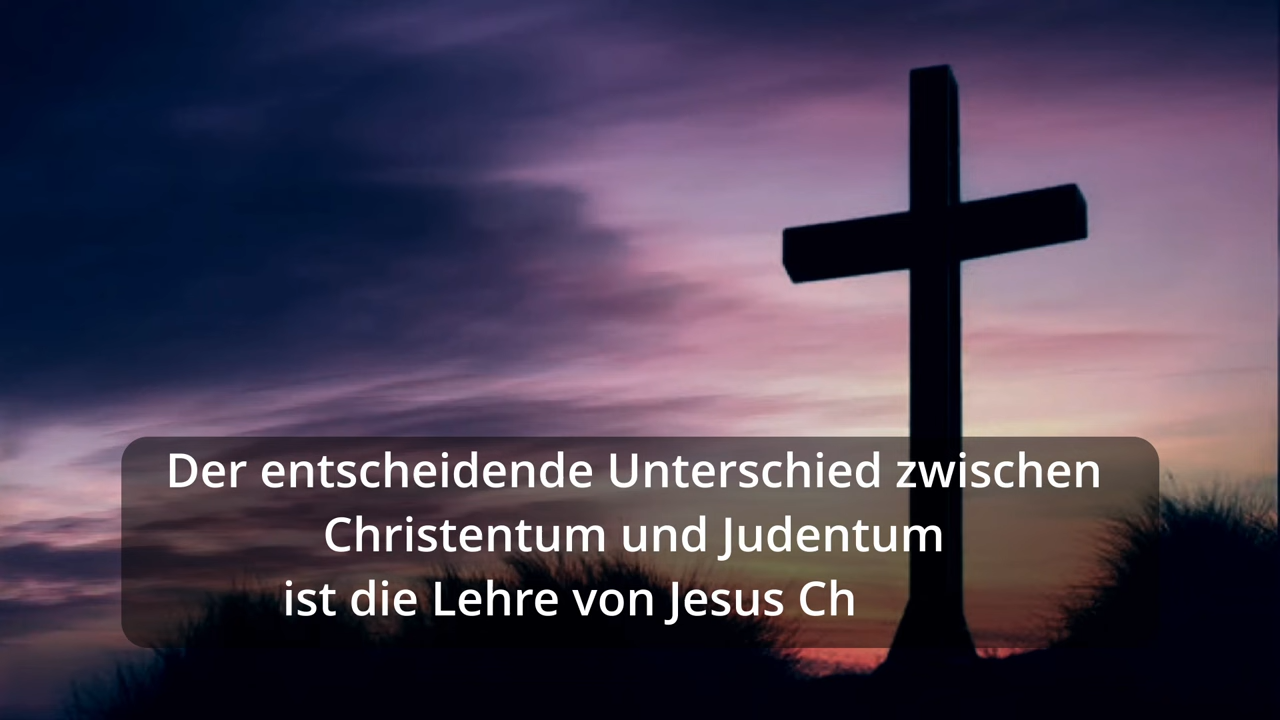 Der entscheidende Unterschied zwischen
Christentum und Judentum
ist die Lehre von Jesus Ch